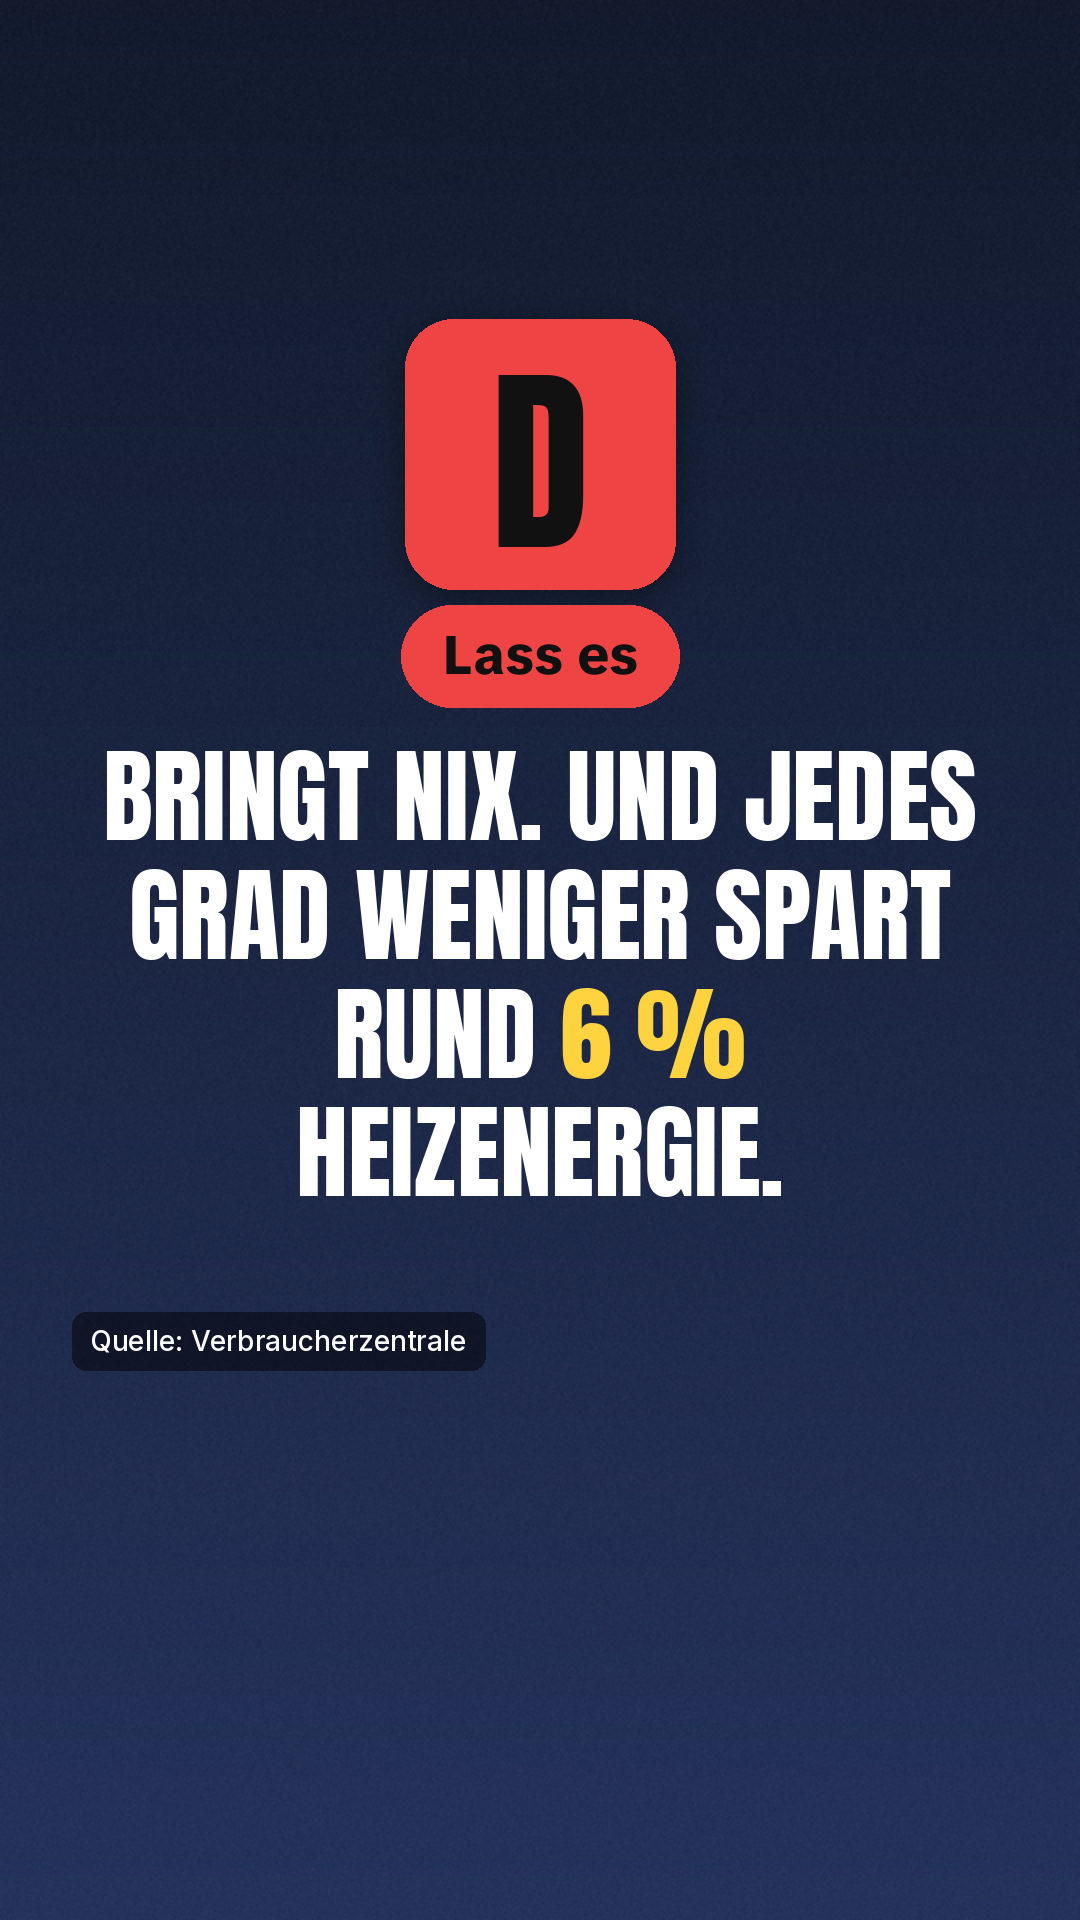 D
Lass es
BRINGT NIX. UND JEDES
GRAD WENIGER SPART
RUND 6 %
HEIZENERGIE.
Quelle: Verbraucherzentrale